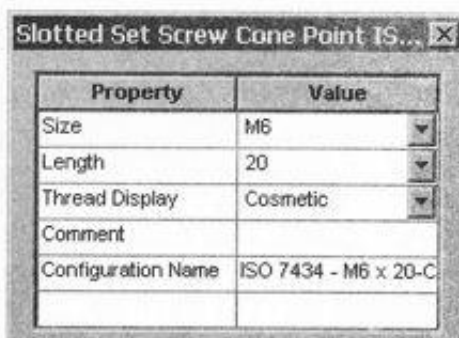 Slotted Set Screw Cone Point IS...
Property Value
Size M6
Length 20
Thread Display Cosmetic
Comment
Configuration Name ISO 7434 - M6 x 20-C